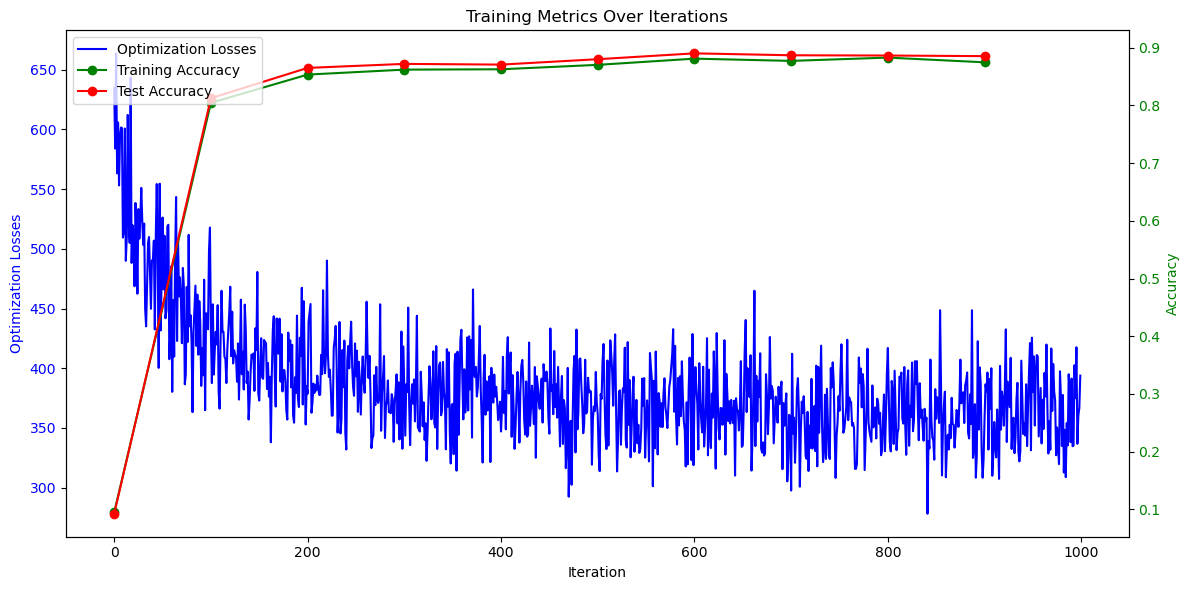 Training Metrics Over Iterations
Optimization Losses
Training Accuracy
Test Accuracy
650
600
550
500
450
400
350
300
Optimization Losses
0.9
0.8
0.7
0.6
0.5
0.4
0.3
0.2
0.1
Accuracy
0 200 400 600 800 1000
Iteration